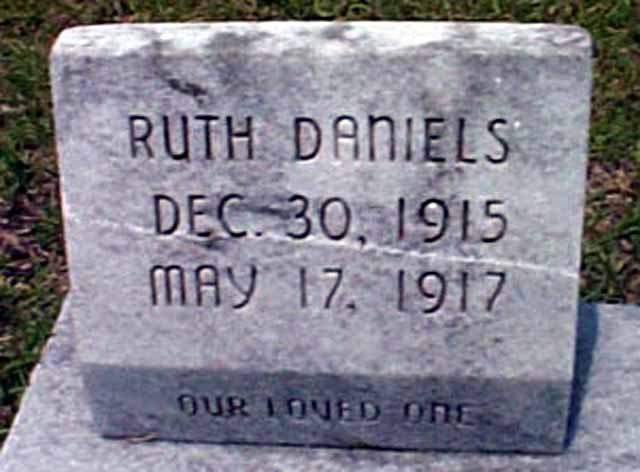 RUTH DANIELS
DEC. 30, 1915
MAY 17, 1917
OUR LOVED ONE